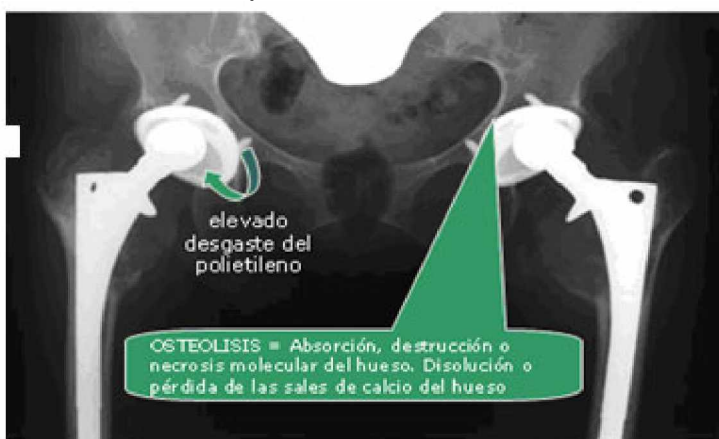 elevado
desgaste del
polietileno
OSTEOLISIS = Absorción, destrucción o
necrosis molecular del hueso. Disolución o
pérdida de las sales de calcio del hueso